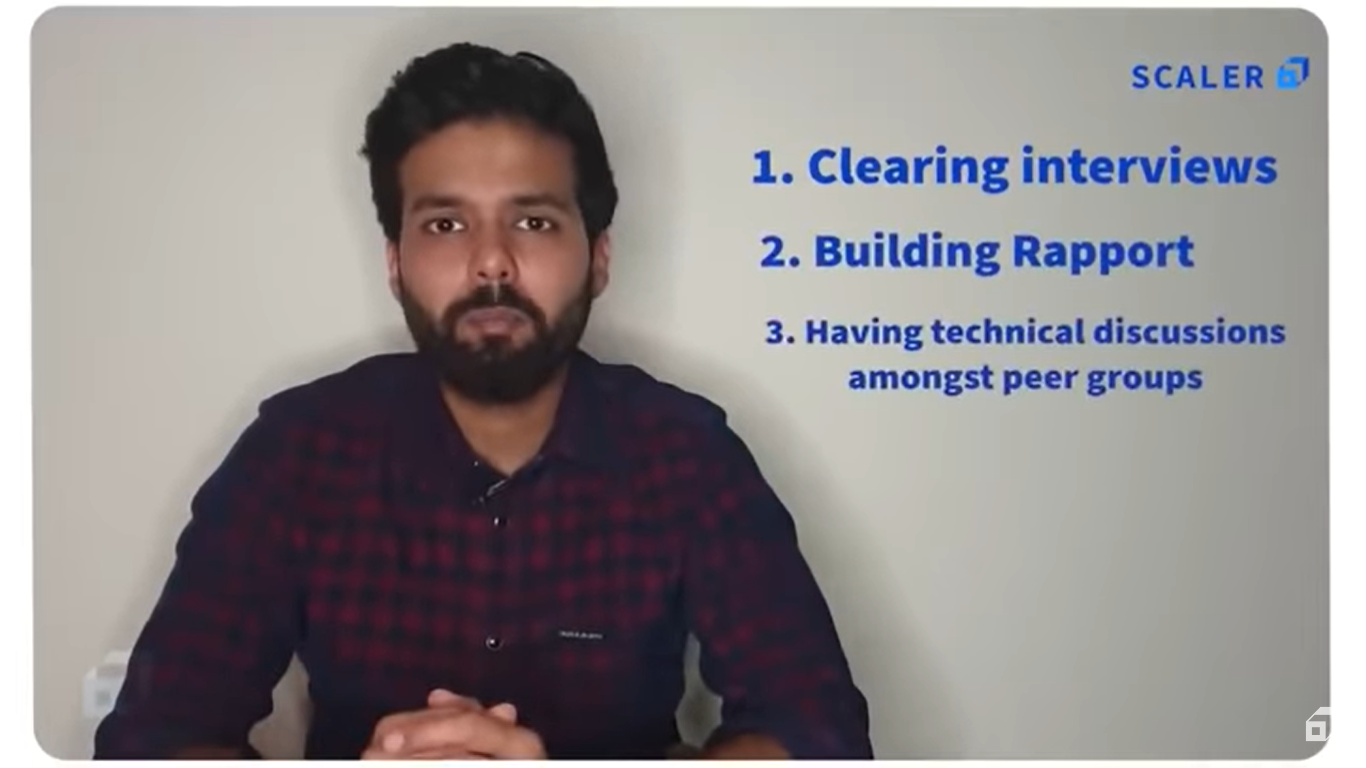 SCALER
1. Clearing interviews
2. Building Rapport
3. Having technical discussions
amongst peer groups